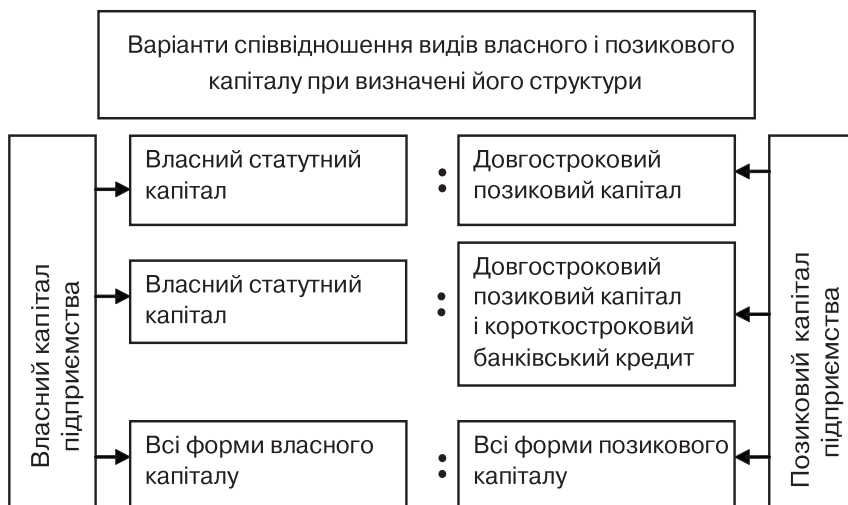 Варіанти співвідношення видів власного і позикового
капіталу при визначені його структури
Власний капітал
підприємства
Власний статутний
капітал
:
Довгостроковий
позиковий капітал
Власний статутний
капітал
:
Довгостроковий
позиковий капітал
і короткостроковий
банківський кредит
Всі форми власного
капіталу
:
Всі форми позикового
капіталу
Позиковий капітал
підприємства